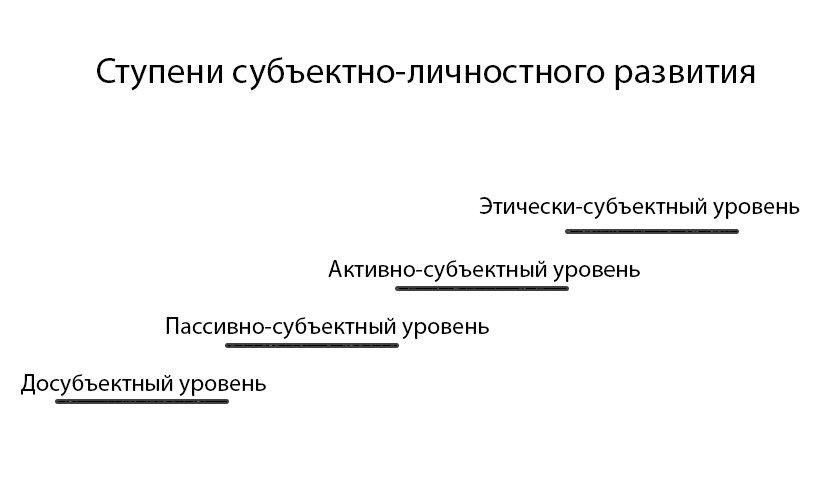 Ступени субъектно-личностного развития
Этически-субъектный уровень
Активно-субъектный уровень
Пассивно-субъектный уровень
Досубъектный уровень